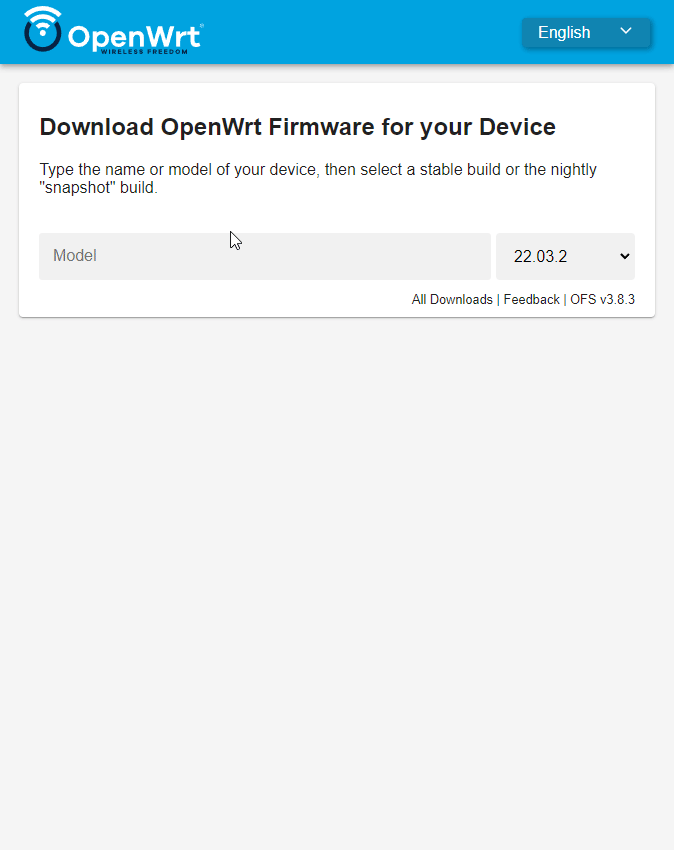 OpenWrt®
WIRELESS FREEDOM
English
Download OpenWrt Firmware for your Device
Type the name or model of your device, then select a stable build or the nightly
"snapshot" build.
Model
22.03.2
All Downloads | Feedback | OFS v3.8.3